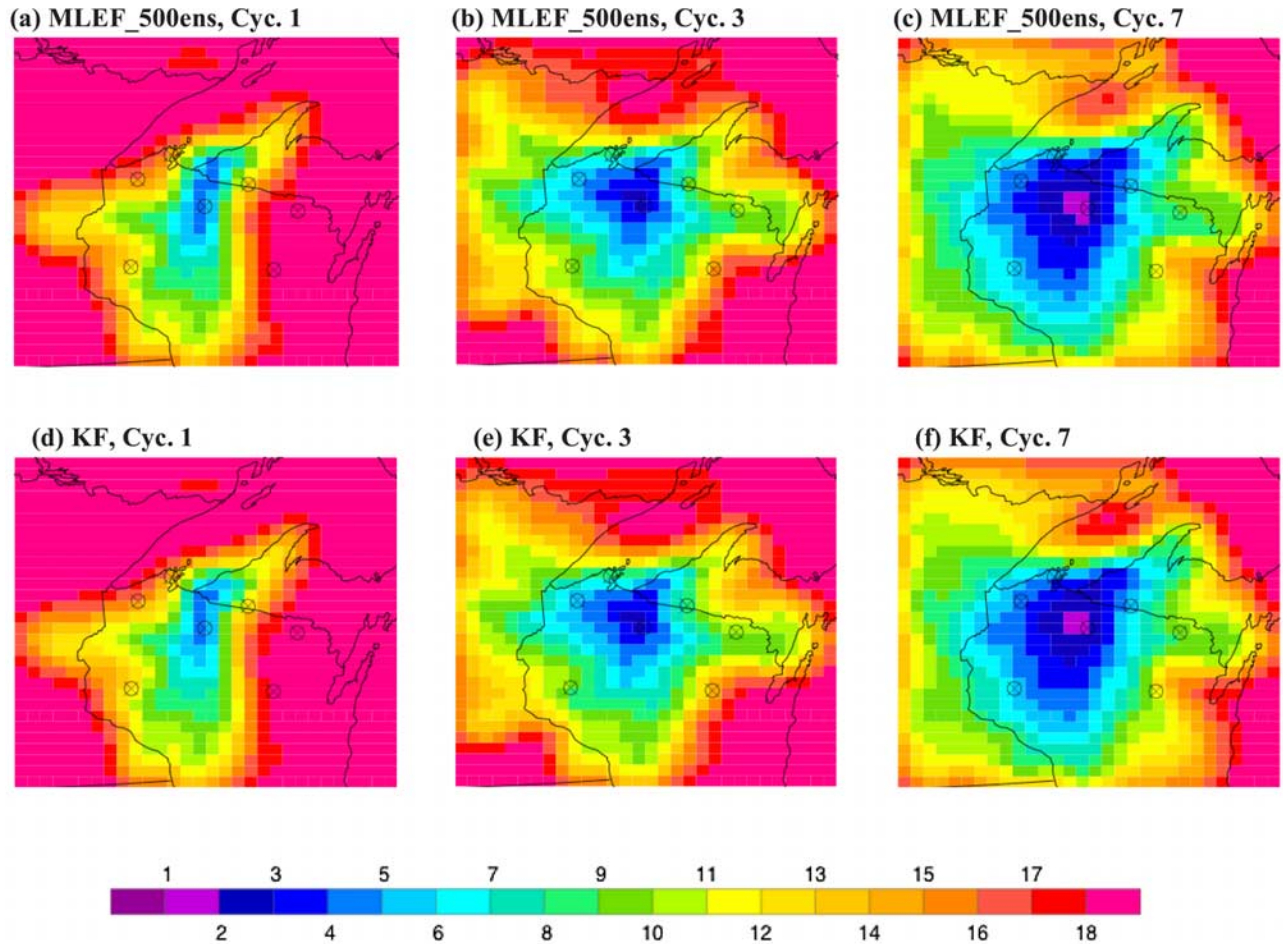 (a) MLEF_500ens, Cyc. 1
(b) MLEF_500ens, Cyc. 3
(c) MLEF_500ens, Cyc. 7
(d) KF, Cyc. 1
(e) KF, Cyc. 3
(f) KF, Cyc. 7
1 3 5 7 9 11 13 15 17
2 4 6 8 10 12 14 16 18